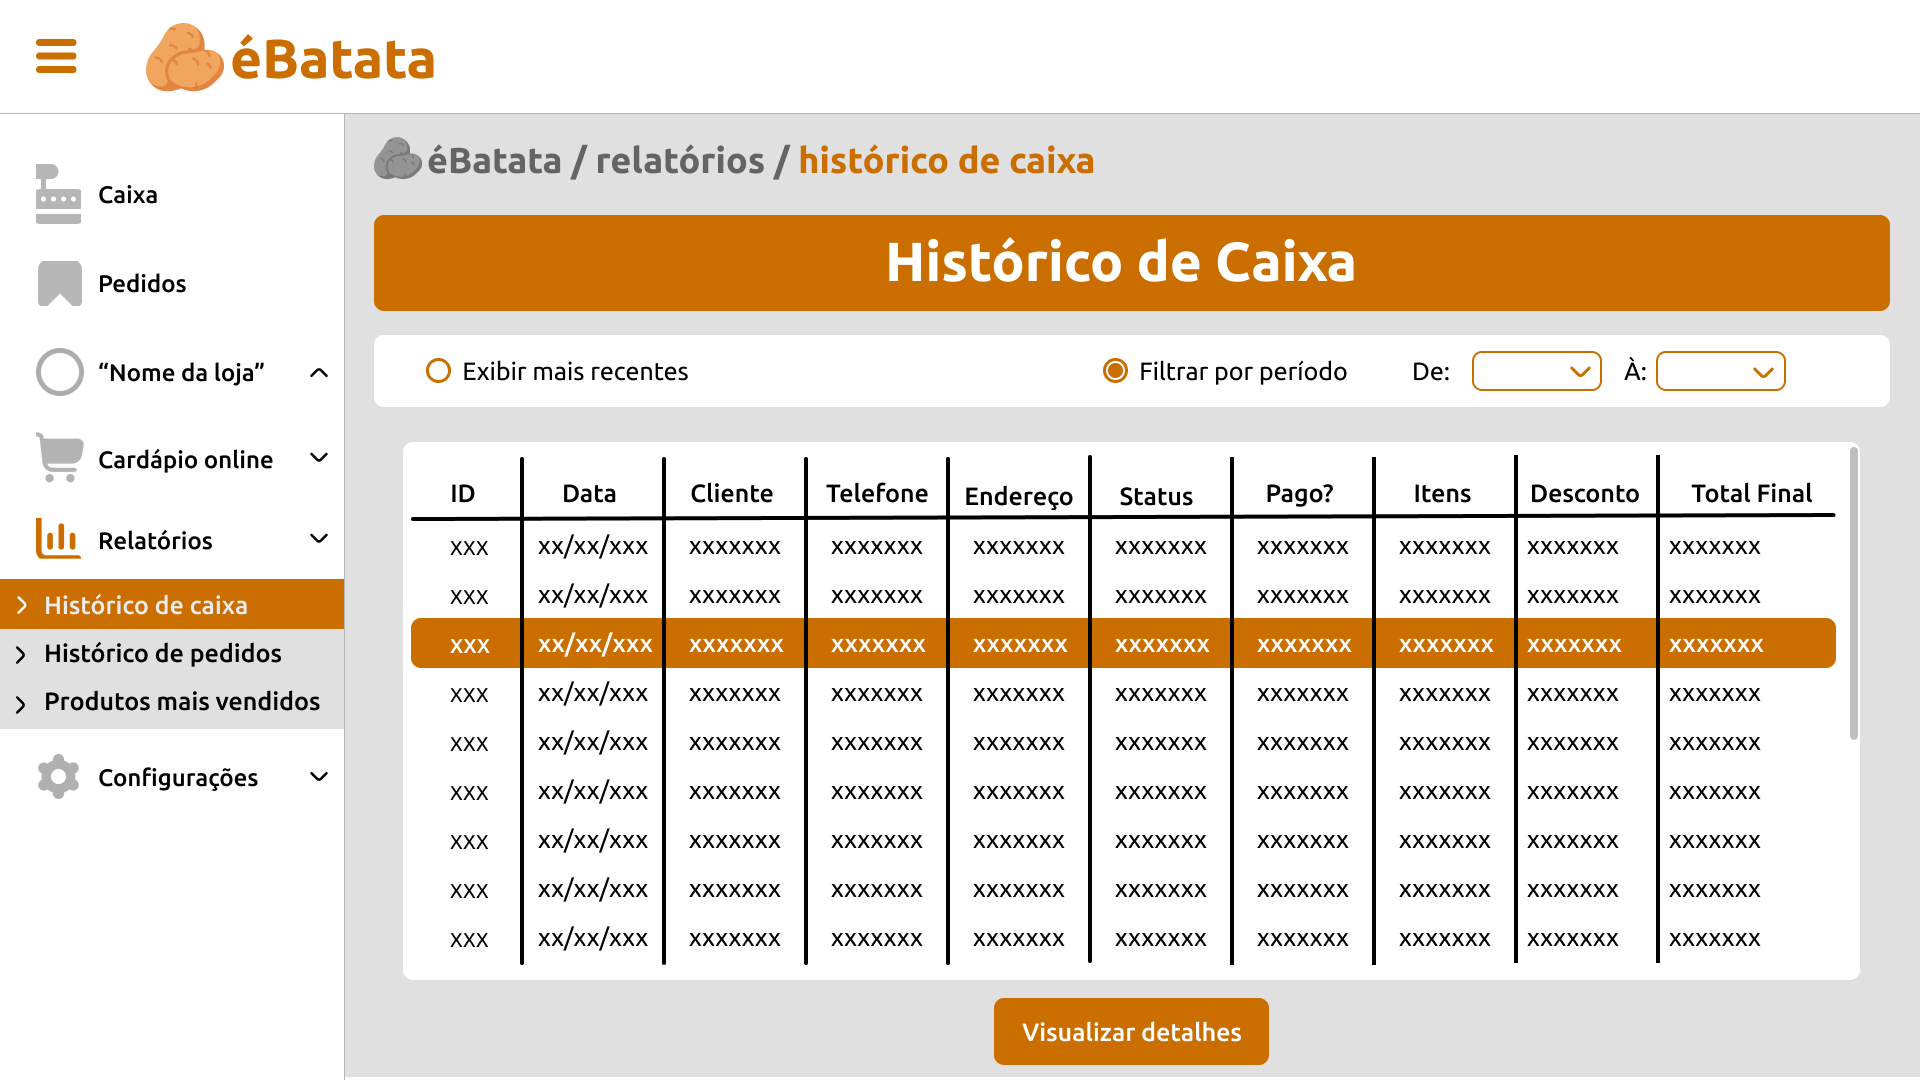 éBatata
Caixa
Pedidos
“Nome da loja”
Cardápio online
Relatórios
Histórico de caixa
Histórico de pedidos
Produtos mais vendidos
Configurações
éBatata / relatórios / histórico de caixa
Histórico de Caixa
Exibir mais recentes Filtrar por período De: À:
ID Data Cliente Telefone Endereço Status Pago? Itens Desconto Total Final
xxx xx/xx/xxx xxxxxxx xxxxxxx xxxxxxx xxxxxxx xxxxxxx xxxxxxx xxxxxxx xxxxxxx
xxx xx/xx/xxx xxxxxxx xxxxxxx xxxxxxx xxxxxxx xxxxxxx xxxxxxx xxxxxxx xxxxxxx
xxx xx/xx/xxx xxxxxxx xxxxxxx xxxxxxx xxxxxxx xxxxxxx xxxxxxx xxxxxxx xxxxxxx
xxx xx/xx/xxx xxxxxxx xxxxxxx xxxxxxx xxxxxxx xxxxxxx xxxxxxx xxxxxxx xxxxxxx
xxx xx/xx/xxx xxxxxxx xxxxxxx xxxxxxx xxxxxxx xxxxxxx xxxxxxx xxxxxxx xxxxxxx
xxx xx/xx/xxx xxxxxxx xxxxxxx xxxxxxx xxxxxxx xxxxxxx xxxxxxx xxxxxxx xxxxxxx
xxx xx/xx/xxx xxxxxxx xxxxxxx xxxxxxx xxxxxxx xxxxxxx xxxxxxx xxxxxxx xxxxxxx
xxx xx/xx/xxx xxxxxxx xxxxxxx xxxxxxx xxxxxxx xxxxxxx xxxxxxx xxxxxxx xxxxxxx
xxx xx/xx/xxx xxxxxxx xxxxxxx xxxxxxx xxxxxxx xxxxxxx xxxxxxx xxxxxxx xxxxxxx
Visualizar detalhes